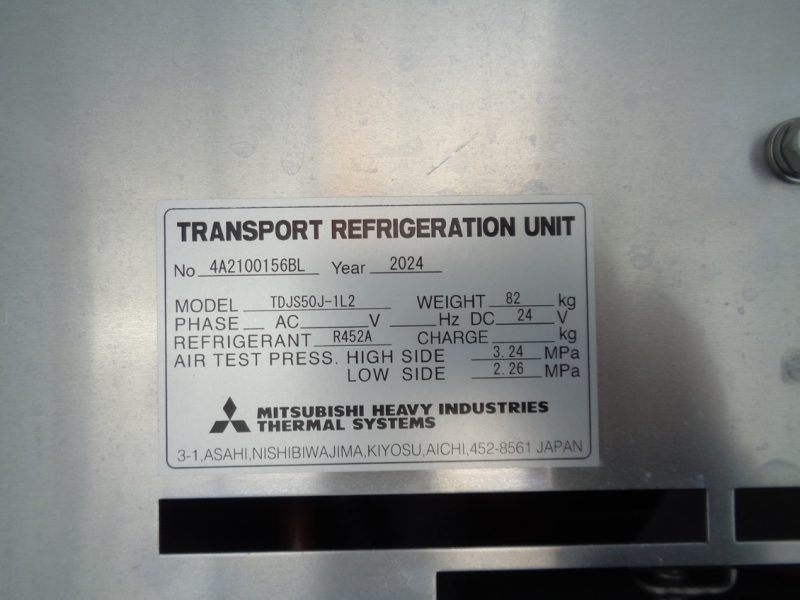 TRANSPORT REFRIGERATION UNIT
No 4A2100156BL Year 2024
MODEL TDJS50J-1L2 WEIGHT 82 kg
PHASE AC V Hz DC 24 V
REFRIGERANT R452A CHARGE kg
AIR TEST PRESS. HIGH SIDE 3.24 MPa
LOW SIDE 2.26 MPa
MITSUBISHI HEAVY INDUSTRIES
THERMAL SYSTEMS
3-1,ASAHI,NISHIBIWAJIMA,KIYOSU,AICHI,452-8561 JAPAN